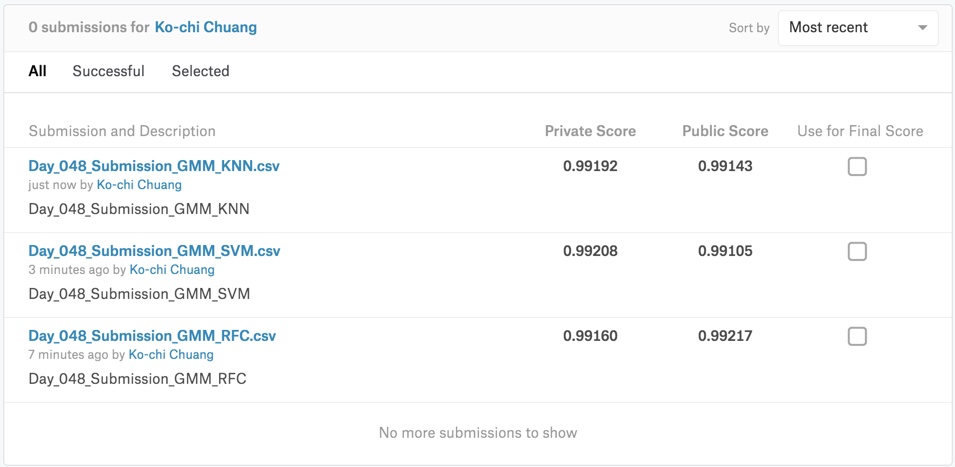 0 submissions for Ko-chi Chuang Sort by Most recent
All Successful Selected
Submission and Description Private Score Public Score Use for Final Score
Day_048_Submission_GMM_KNN.csv 0.99192 0.99143
just now by Ko-chi Chuang
Day_048_Submission_GMM_KNN
Day_048_Submission_GMM_SVM.csv 0.99208 0.99105
3 minutes ago by Ko-chi Chuang
Day_048_Submission_GMM_SVM
Day_048_Submission_GMM_RFC.csv 0.99160 0.99217
7 minutes ago by Ko-chi Chuang
Day_048_Submission_GMM_RFC
No more submissions to show